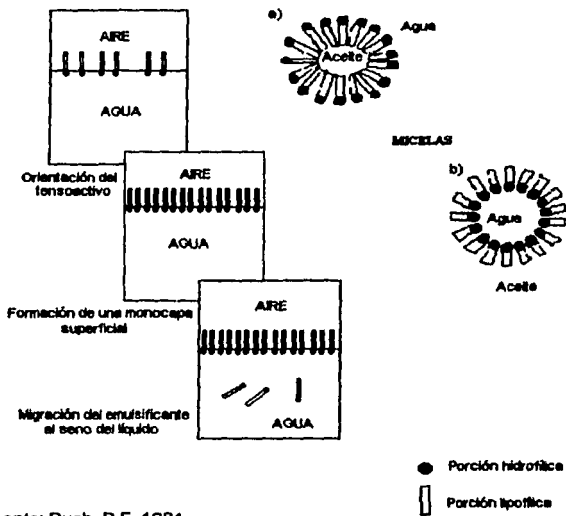 AIRE
AGUA
Orientación del
tensoactivo
AIRE
AGUA
Formación de una monocapa
superficial
AIRE
AGUA
Migración del emulsificante
al seno del líquido
a)
Agua
Aceite
MICELAS
b)
Agua
Aceite
Porción hidrofílica
Porción lipofílica
1981